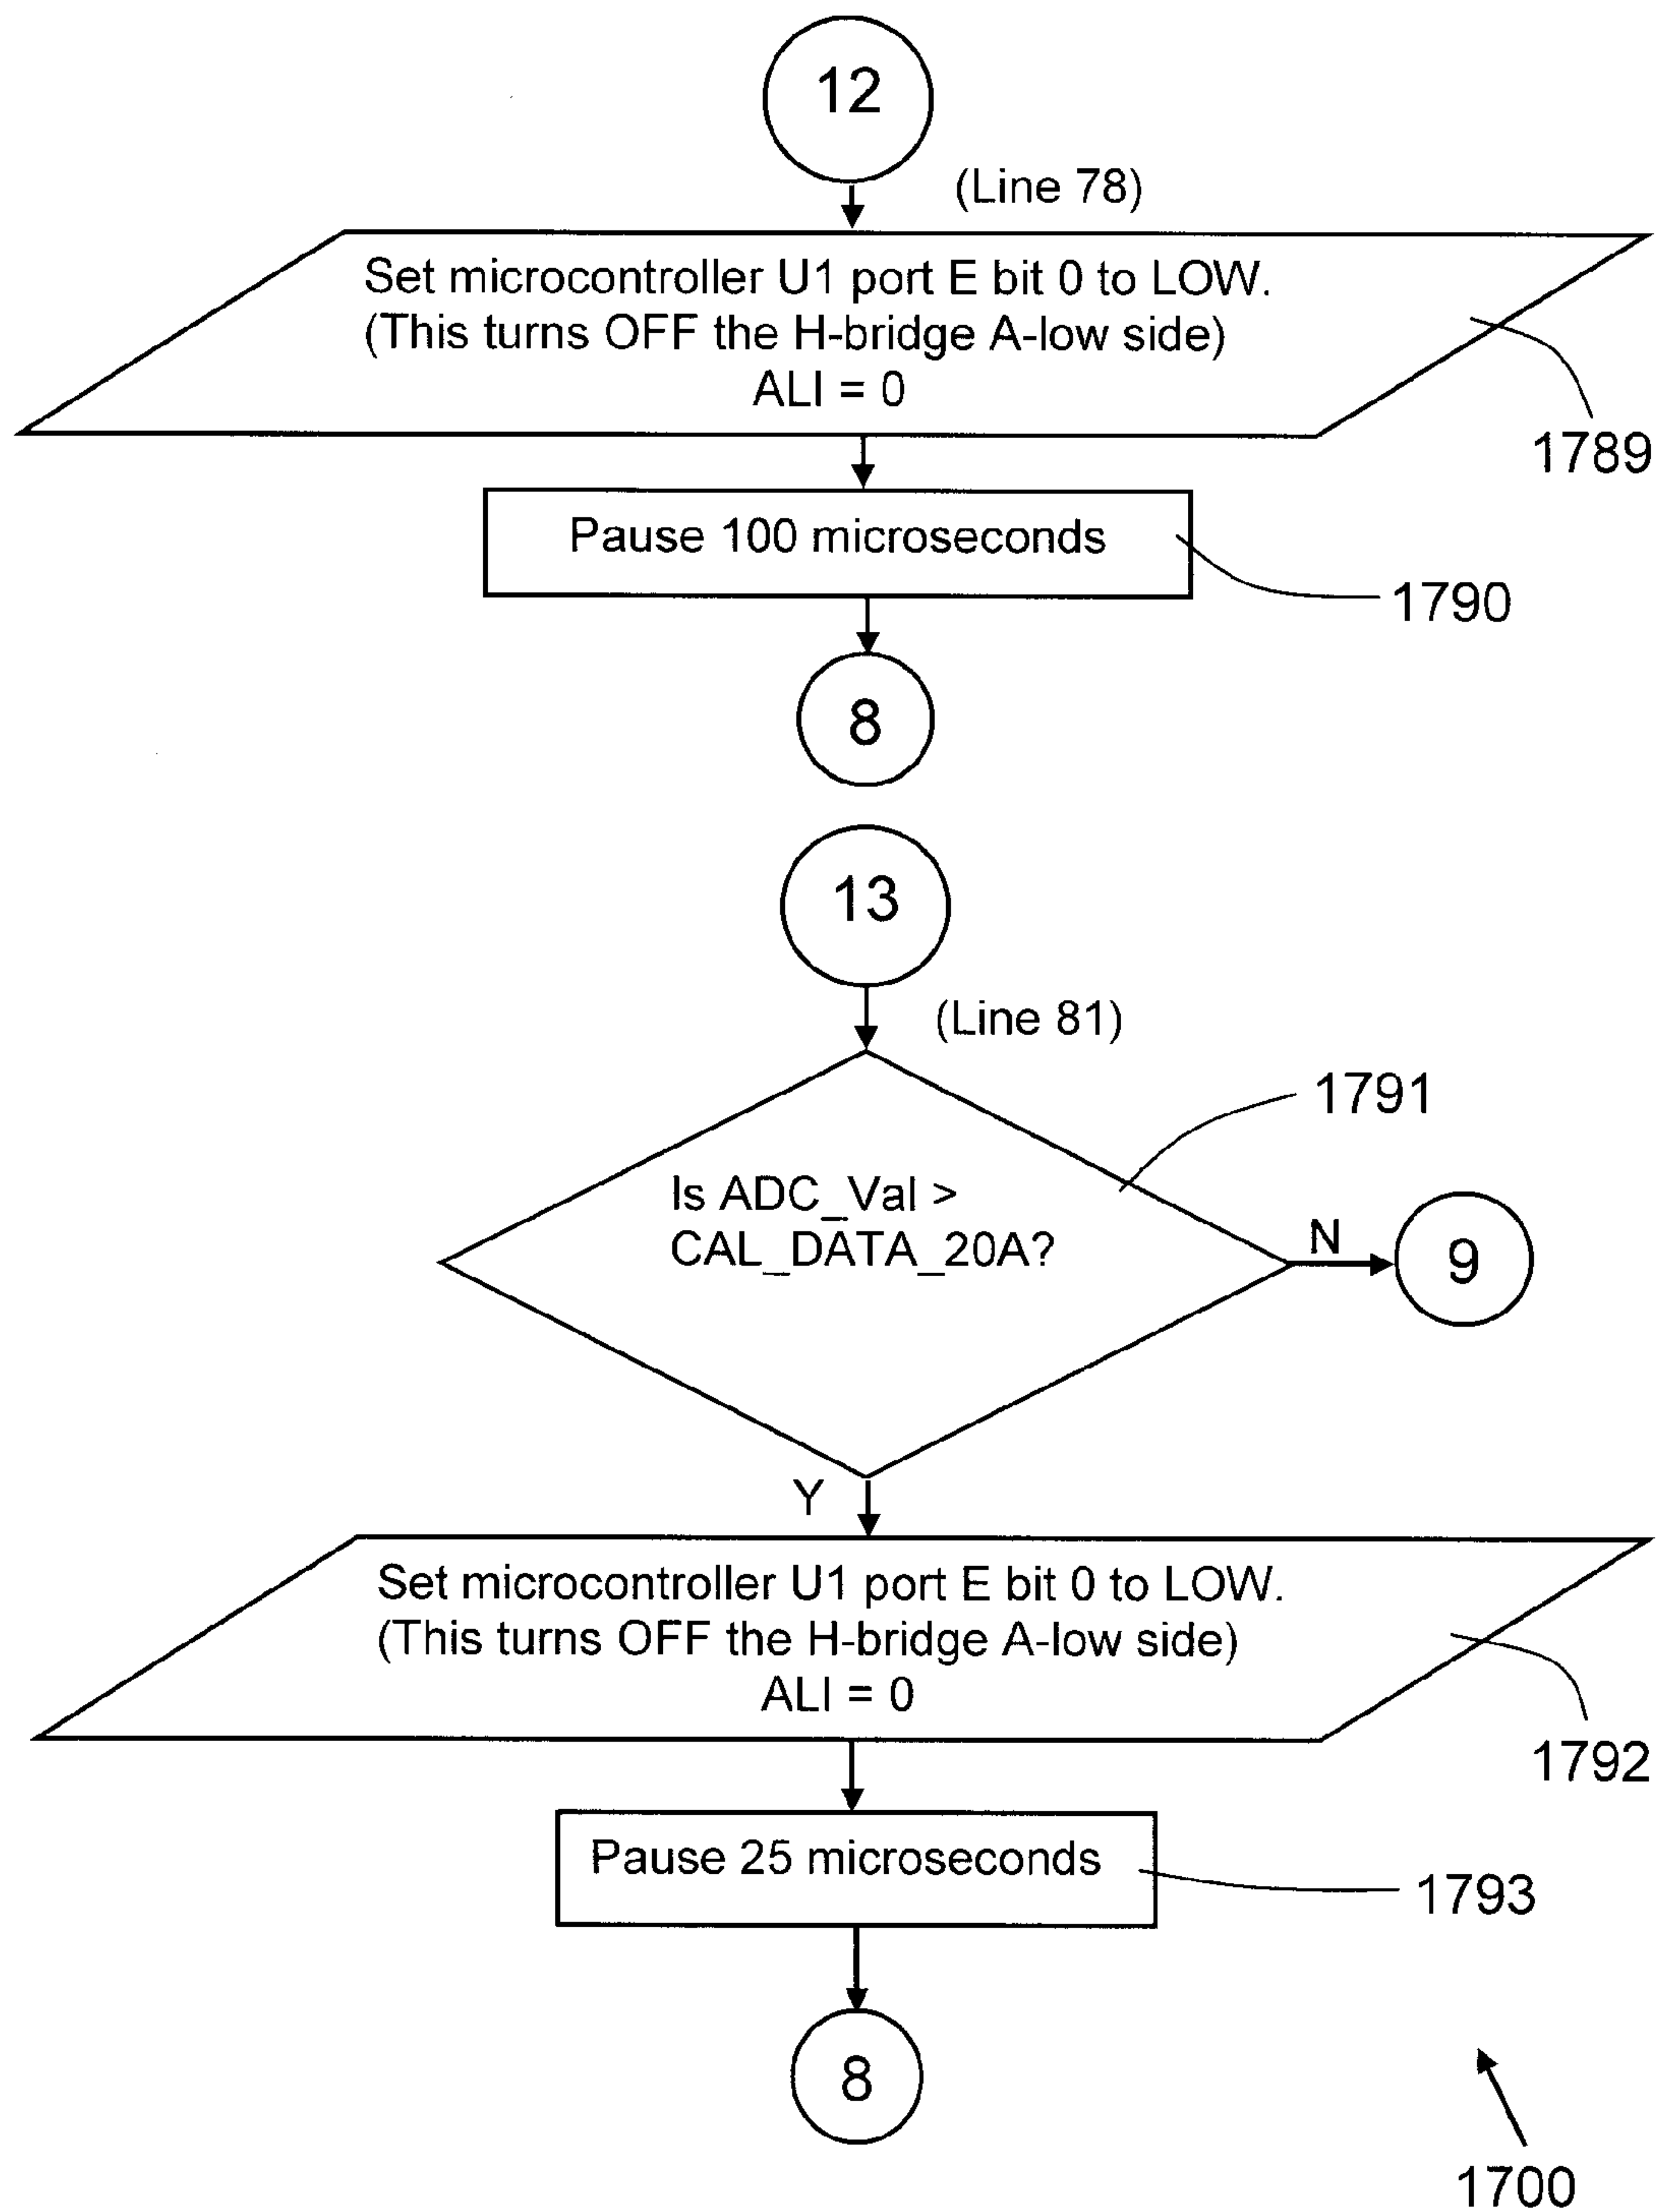 12
(Line 78)
Set microcontroller U1 port E bit 0 to LOW.
(This turns OFF the H-bridge A-low side)
ALI = 0
1789
Pause 100 microseconds
1790
8
13
(Line 81)
1791
Is ADC_Val >
CAL_DATA_20A?
N
9
Y
Set microcontroller U1 port E bit 0 to LOW.
(This turns OFF the H-bridge A-low side)
ALI = 0
1792
Pause 25 microseconds
1793
8
1700